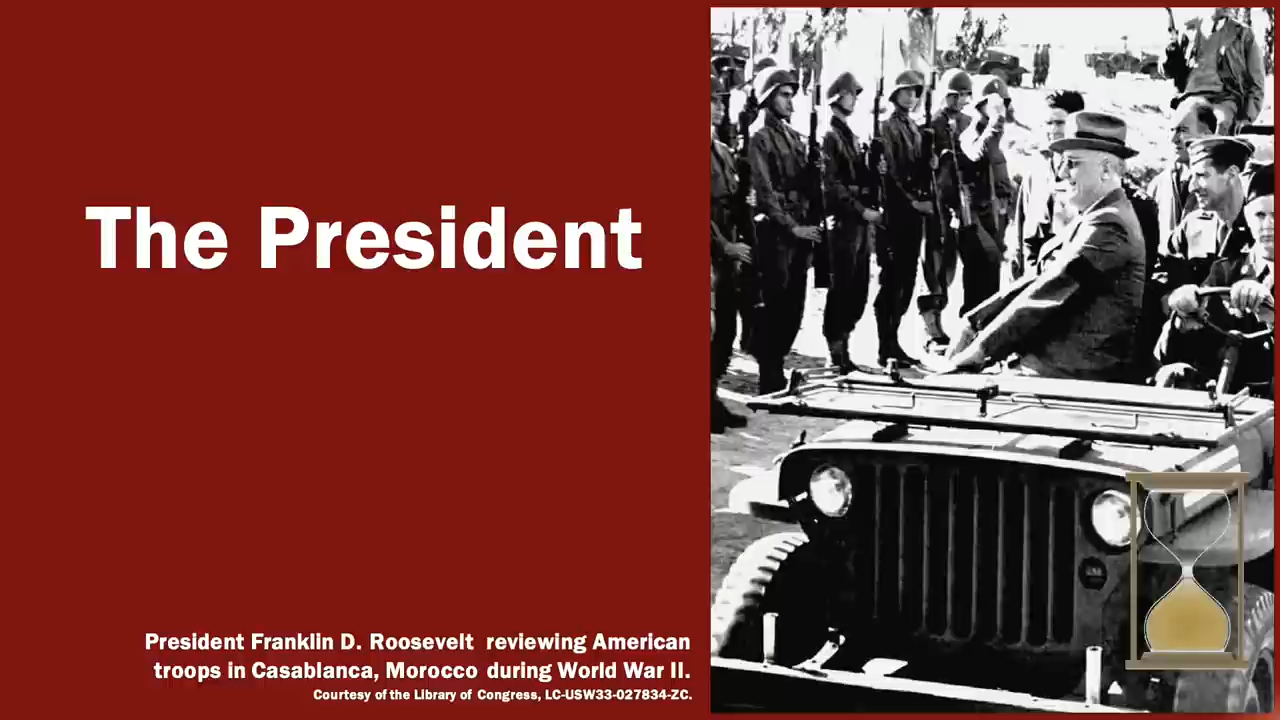 The President
President Franklin D. Roosevelt reviewing American
troops in Casablanca, Morocco during World War II.
Courtesy of the Library of Congress, LC-USW33-027834-ZC.